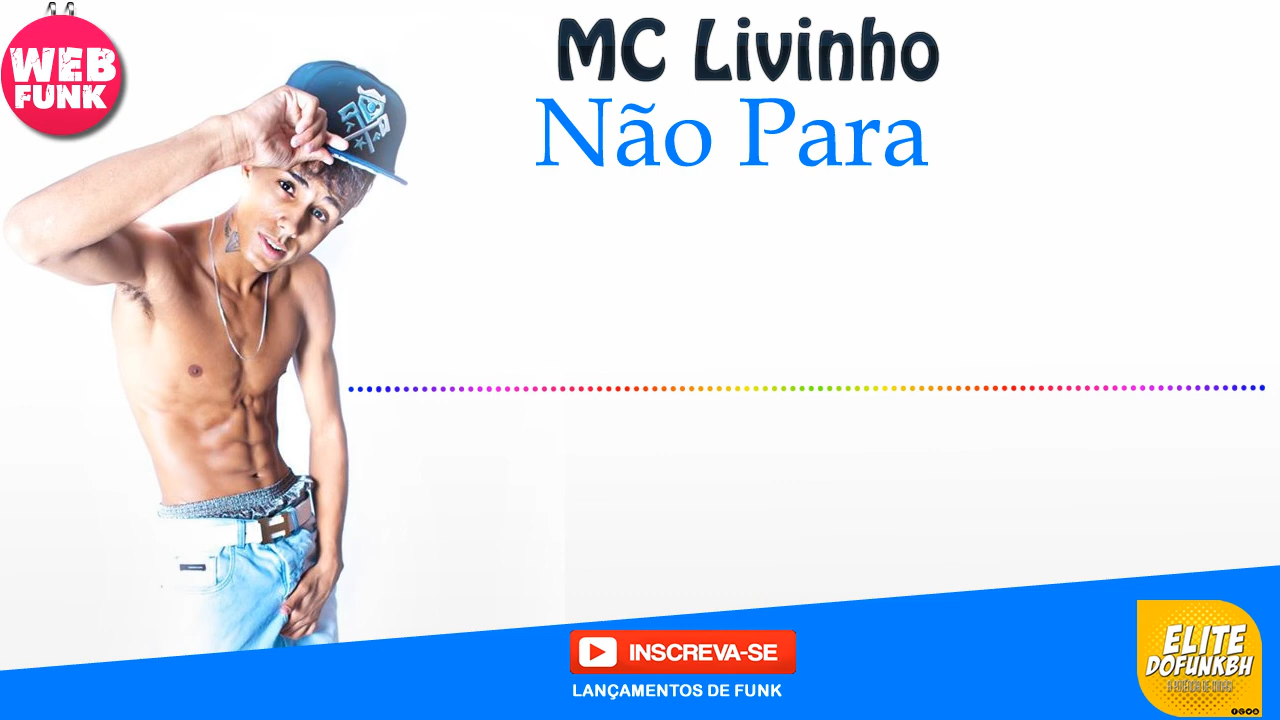 WEB
FUNK
MC Livinho
Não Para
INSCREVA-SE
LANÇAMENTOS DE FUNK
ELITE
DOFUNKBH